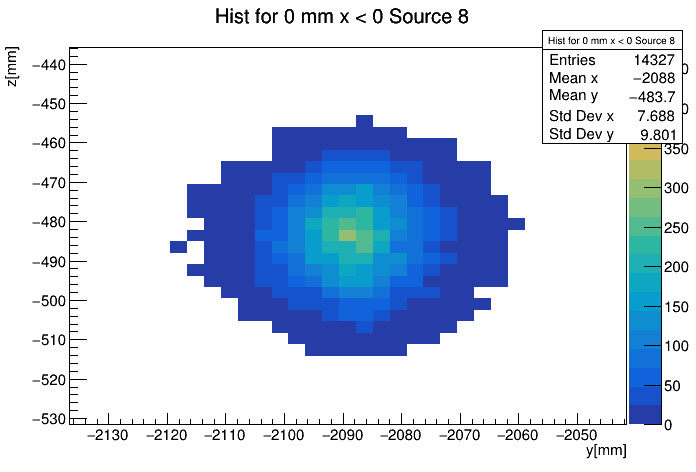 Hist for 0 mm x < 0 Source 8
z[mm]
Hist for 0 mm x < 0 Source 8
Entries 14327
Mean x −2088
Mean y −483.7
Std Dev x 7.688
Std Dev y 9.801
−440
−450
−460
−470
−480
−490
−500
−510
−520
−530
−2130 −2120 −2110 −2100 −2090 −2080 −2070 −2060 −2050
y[mm]
350
300
250
200
150
100
50
0